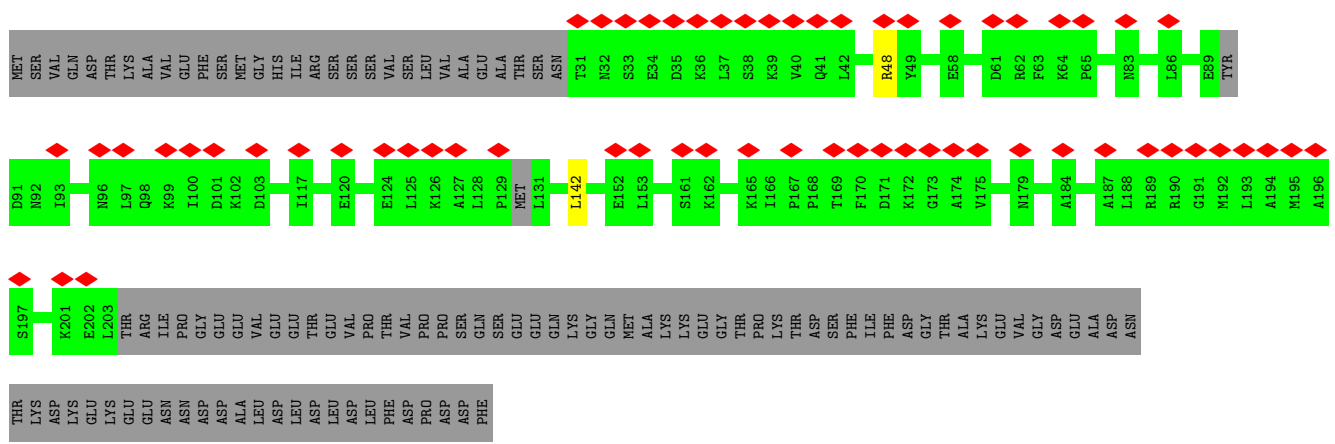 MET SER VAL GLN ASP THR LYS ALA VAL GLU PHE SER MET GLY HIS ILE ARG SER SER SER VAL SER LEU VAL ALA GLU ALA THR SER ASN T31 N32 S33 E34 D35 K36 L37 S38 K39 V40 Q41 L42 R48 Y49 E58 D61 R62 F63 K64 P65 N83 L86 E89 TYR
D91 N92 I93 N96 L97 Q98 K99 I100 D101 K102 D103 I117 E120 E124 L125 K126 A127 L128 P129 MET L131 L142 E152 L153 S161 K162 K165 I166 P167 P168 T169 F170 D171 K172 G173 A174 V175 N179 A184 A187 L188 R189 R190 G191 M192 L193 A194 M195 A196
S197 K201 E202 L203 THR ARG ILE PRO GLY GLU GLU VAL GLU GLU THR GLU VAL PRO THR VAL PRO PRO SER GLN SER GLU GLU GLN LYS GLY GLN MET ALA LYS LYS GLU GLY THR PRO LYS THR ASP SER PHE ILE PHE ASP GLY THR ALA LYS GLU VAL GLY ASP GLU ALA ASP ASN
THR LYS ASP LYS GLU LYS GLU GLU ASN ASN ASP ASP ALA LEU ASP LEU ASP LEU ASP LEU PHE ASP PRO ASP ASP PHE